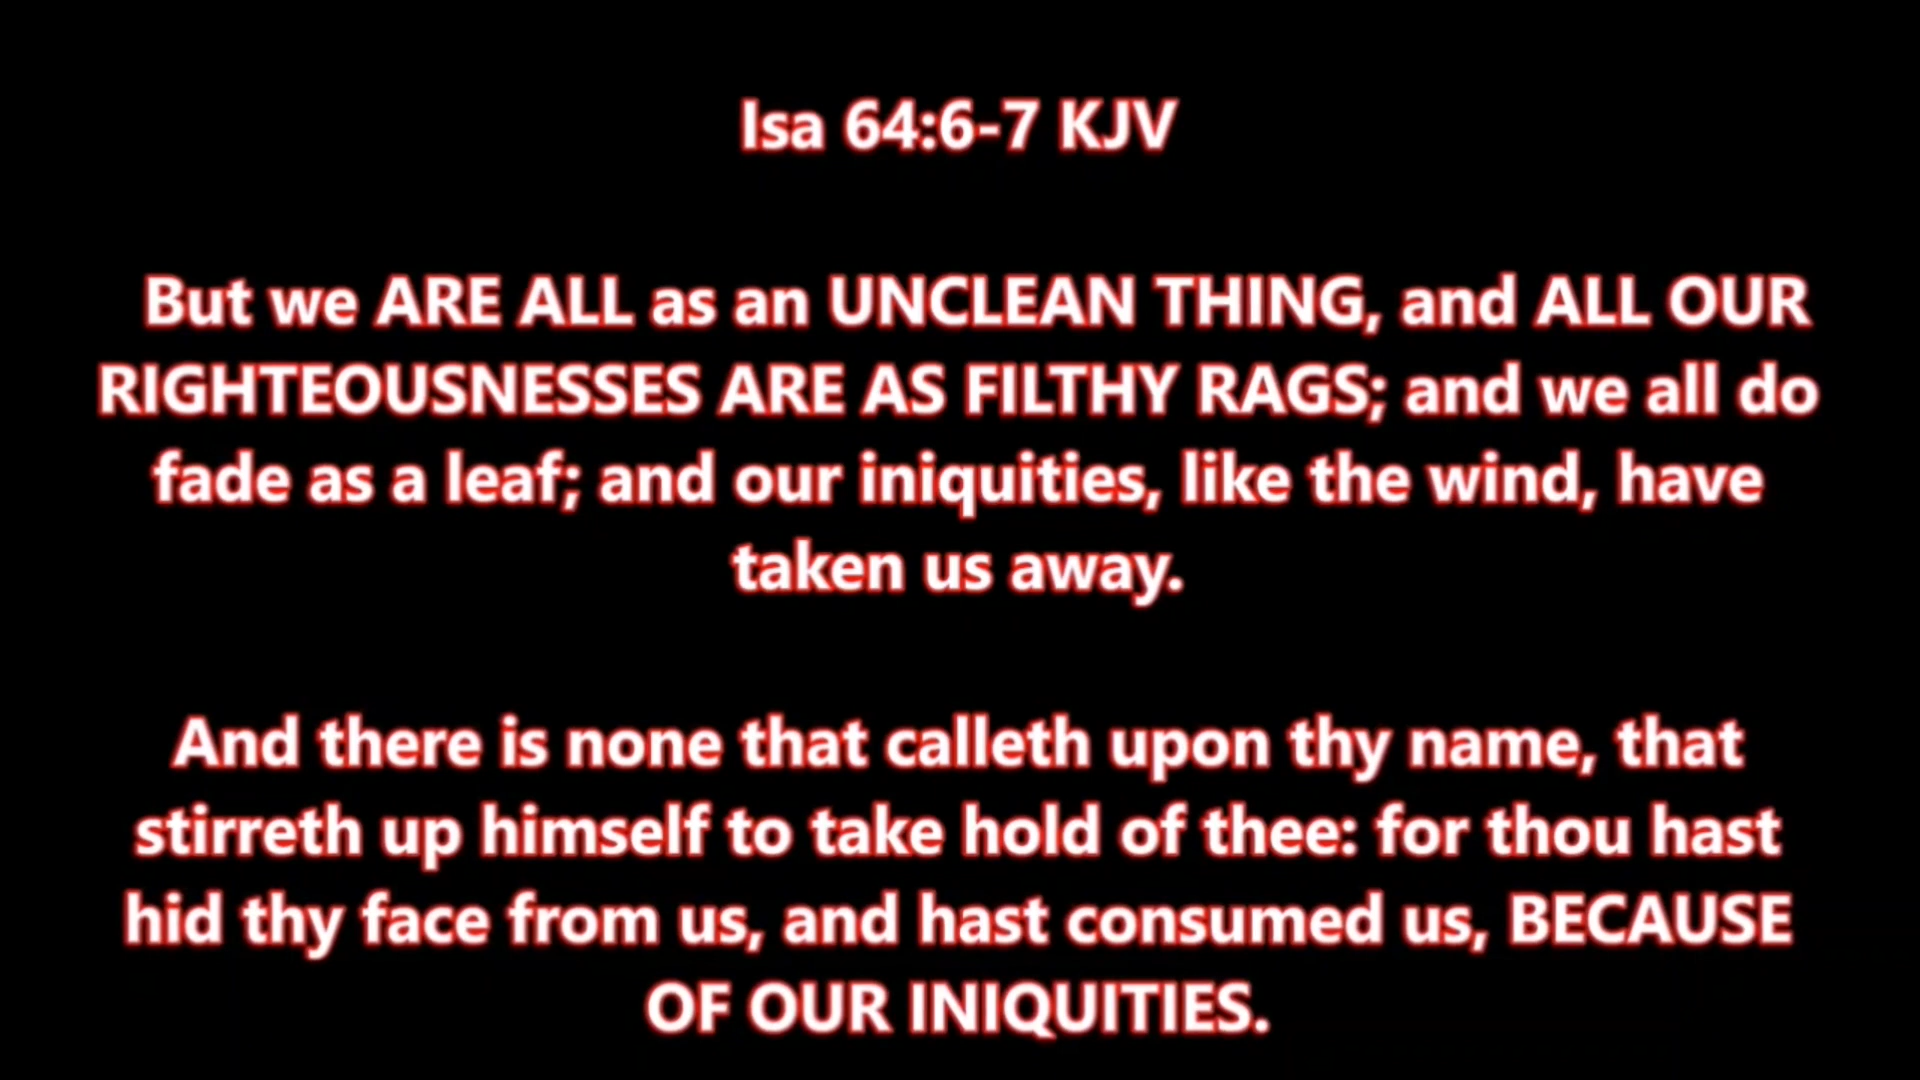 Isa 64:6-7 KJV
But we ARE ALL as an UNCLEAN THING, and ALL OUR
RIGHTEOUSNESSES ARE AS FILTHY RAGS; and we all do
fade as a leaf; and our iniquities, like the wind, have
taken us away.
And there is none that calleth upon thy name, that
stirreth up himself to take hold of thee: for thou hast
hid thy face from us, and hast consumed us, BECAUSE
OF OUR INIQUITIES.